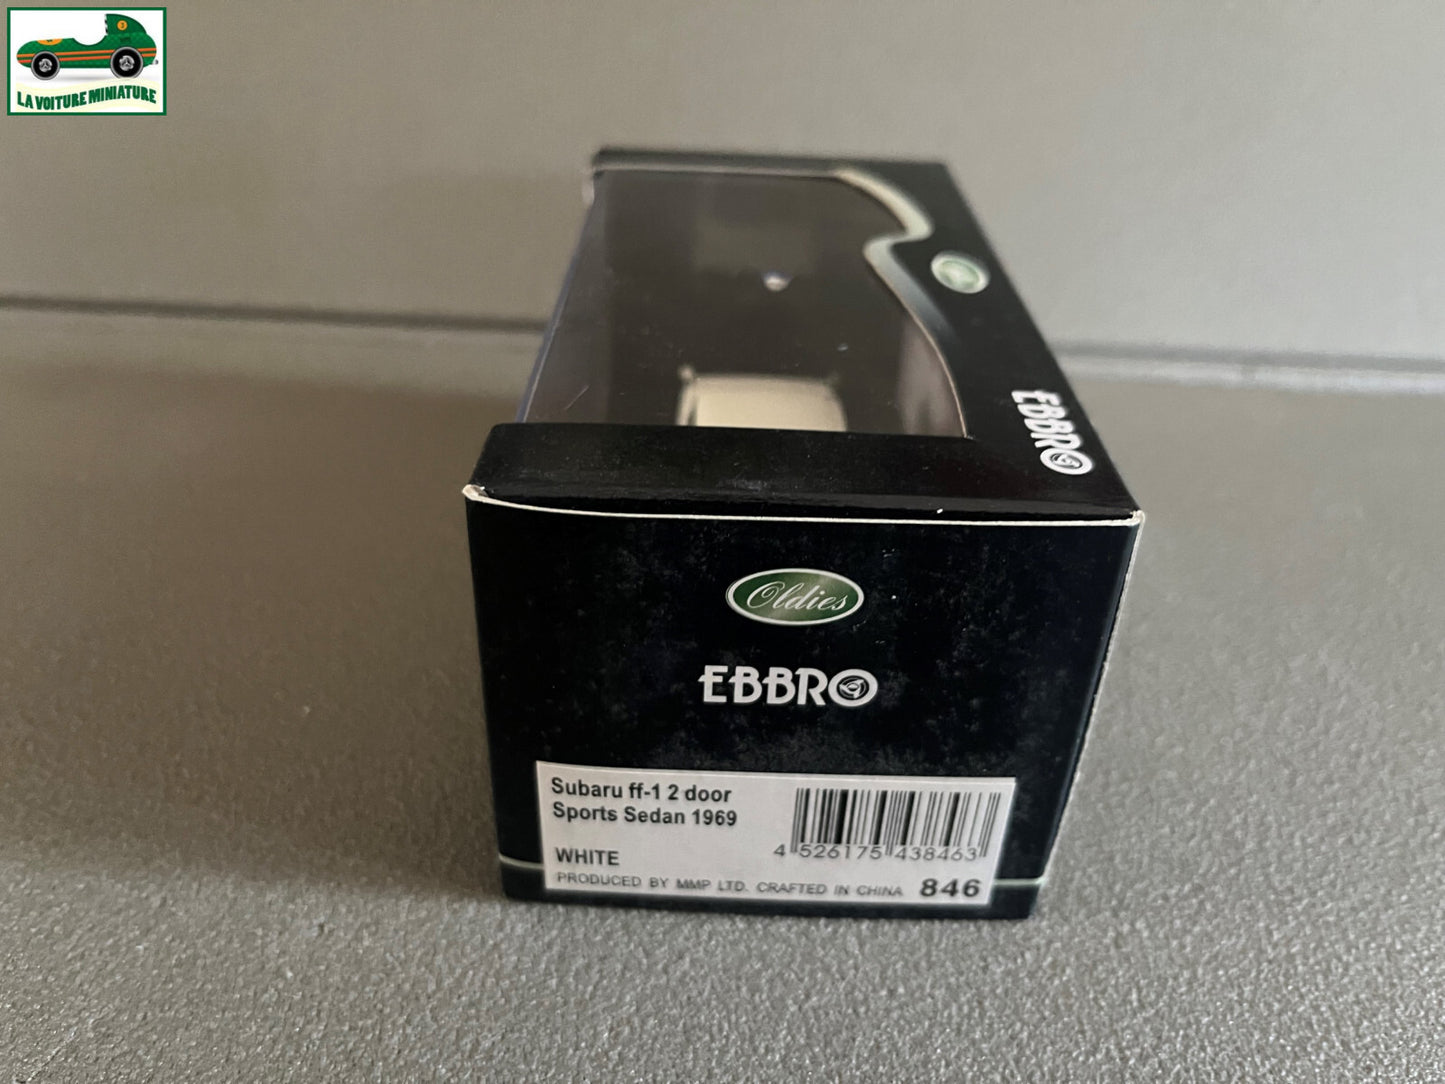 LA VOITURE MINIATURE
EBBRO
Oldies
EBBRO
Subaru ff-1 2 door
Sports Sedan 1969
WHITE
4 526175 438463
PRODUCED BY MMP LTD. CRAFTED IN CHINA 846